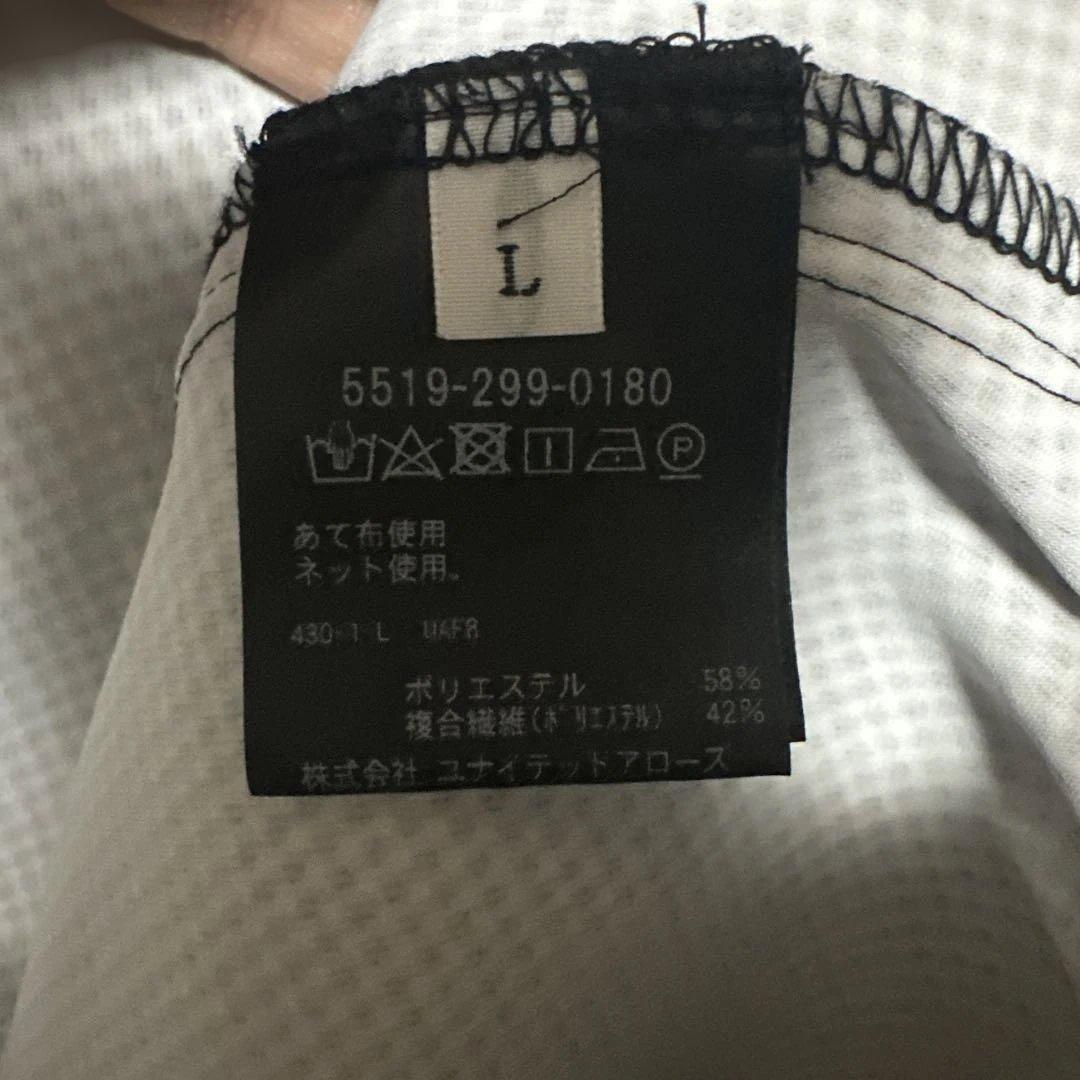 L
5519-299-0180
P
あて布使用
ネット使用。
430-1 L
ポリエステル 58%
複合繊維(ポリエステル) 42%
株式会社 ユナイテッドアローズ